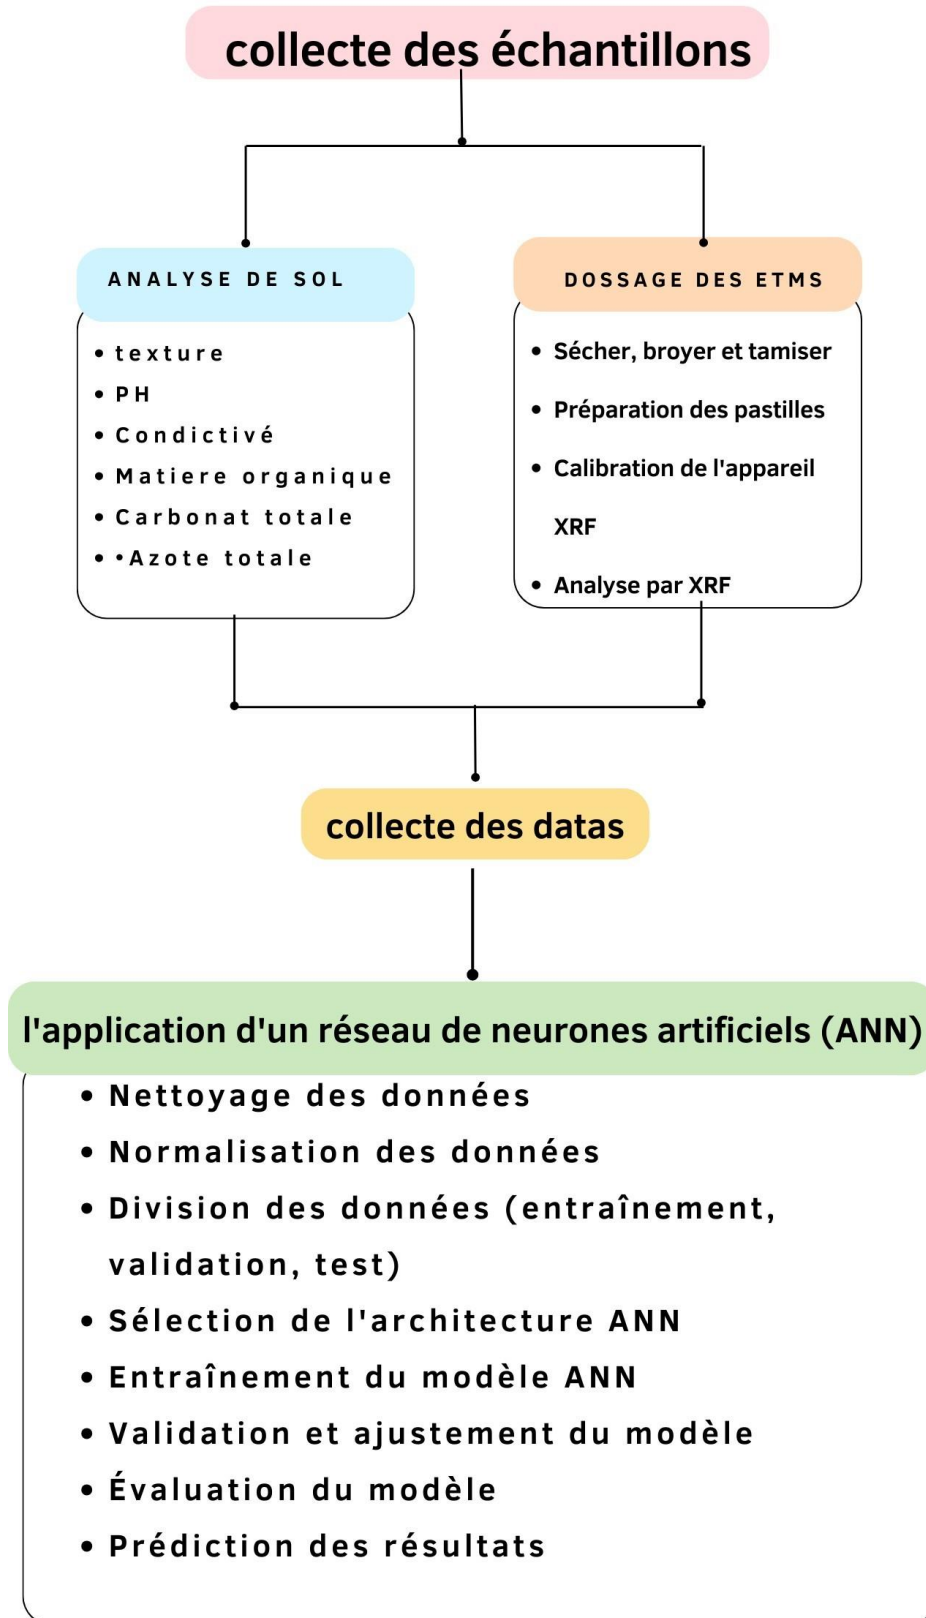 collecte des échantillons
ANALYSE DE SOL
• texture
• PH
• Condictivé
• Matiere organique
• Carbonat totale
• •Azote totale
DOSSAGE DES ETMS
• Sécher, broyer et tamiser
• Préparation des pastilles
• Calibration de l'appareil
XRF
• Analyse par XRF
collecte des datas
l'application d'un réseau de neurones artificiels (ANN)
• Nettoyage des données
• Normalisation des données
• Division des données (entraînement,
validation, test)
• Sélection de l'architecture ANN
• Entraînement du modèle ANN
• Validation et ajustement du modèle
• Évaluation du modèle
• Prédiction des résultats